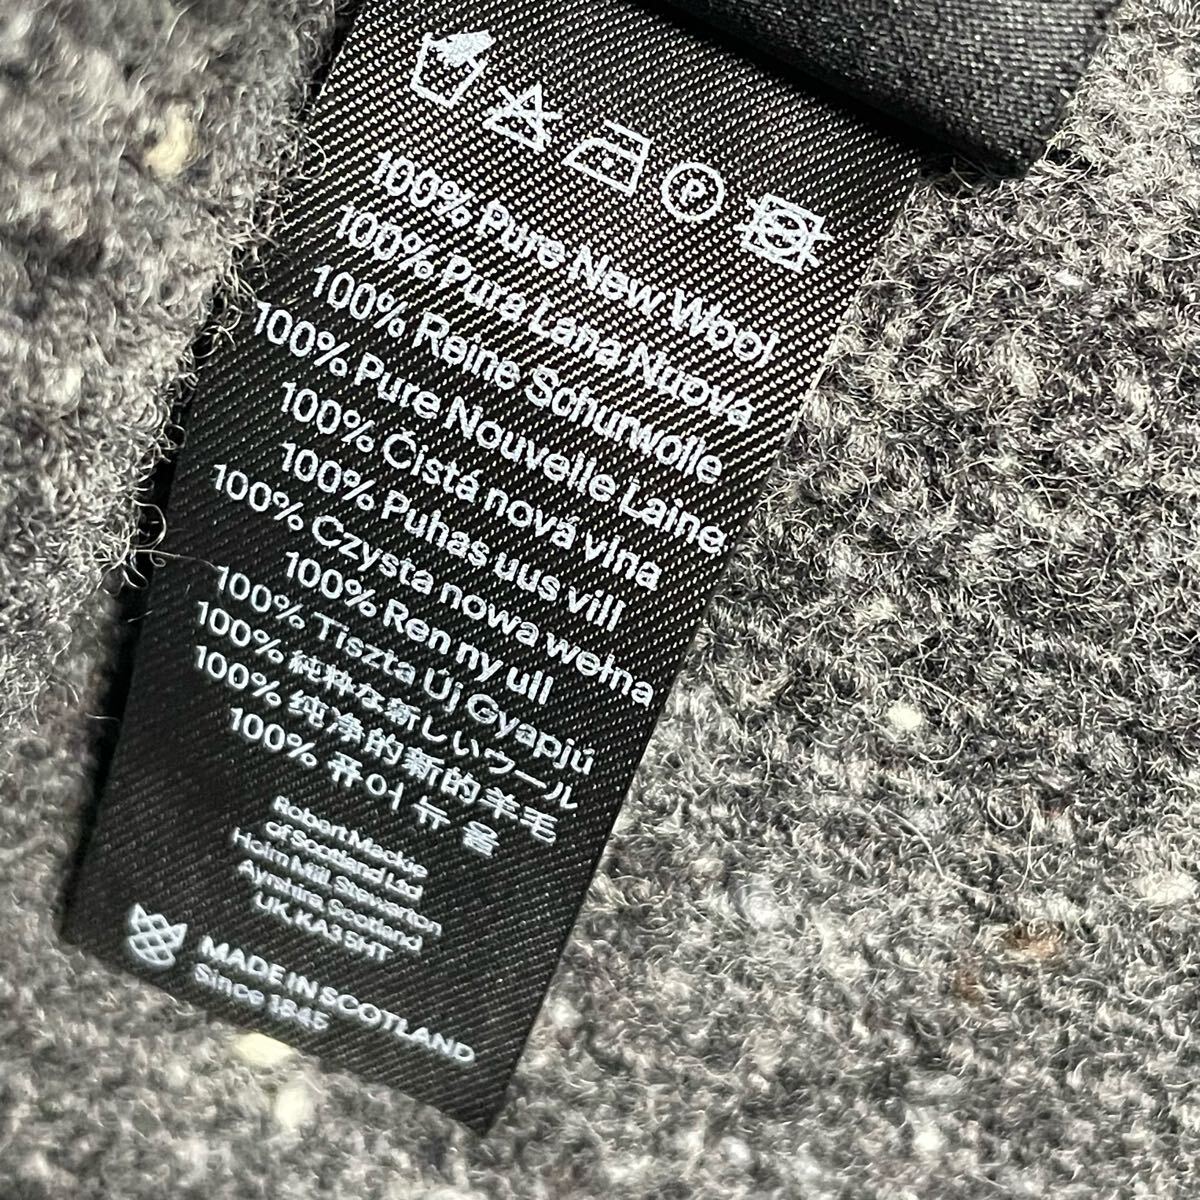 P
100% Pure New Wool
100% Pura Lana Nuova
100% Reine Schurwolle
100% Pure Nouvelle Laine
100% Čistá nová vlna
100% Puhas uus vill
100% Czysta nowa wełna
100% Ren ny ull
100% Tiszta Új Gyapjú
100% 純粋な新しいウール
100% 纯净的新的羊毛
100% 퓨어 뉴 울
Robert Mackie
of Scotland Ltd
Holm Mill, Stewarton
Ayrshire, Scotland
UK, KA3 5HT
MADE IN SCOTLAND
Since 1845